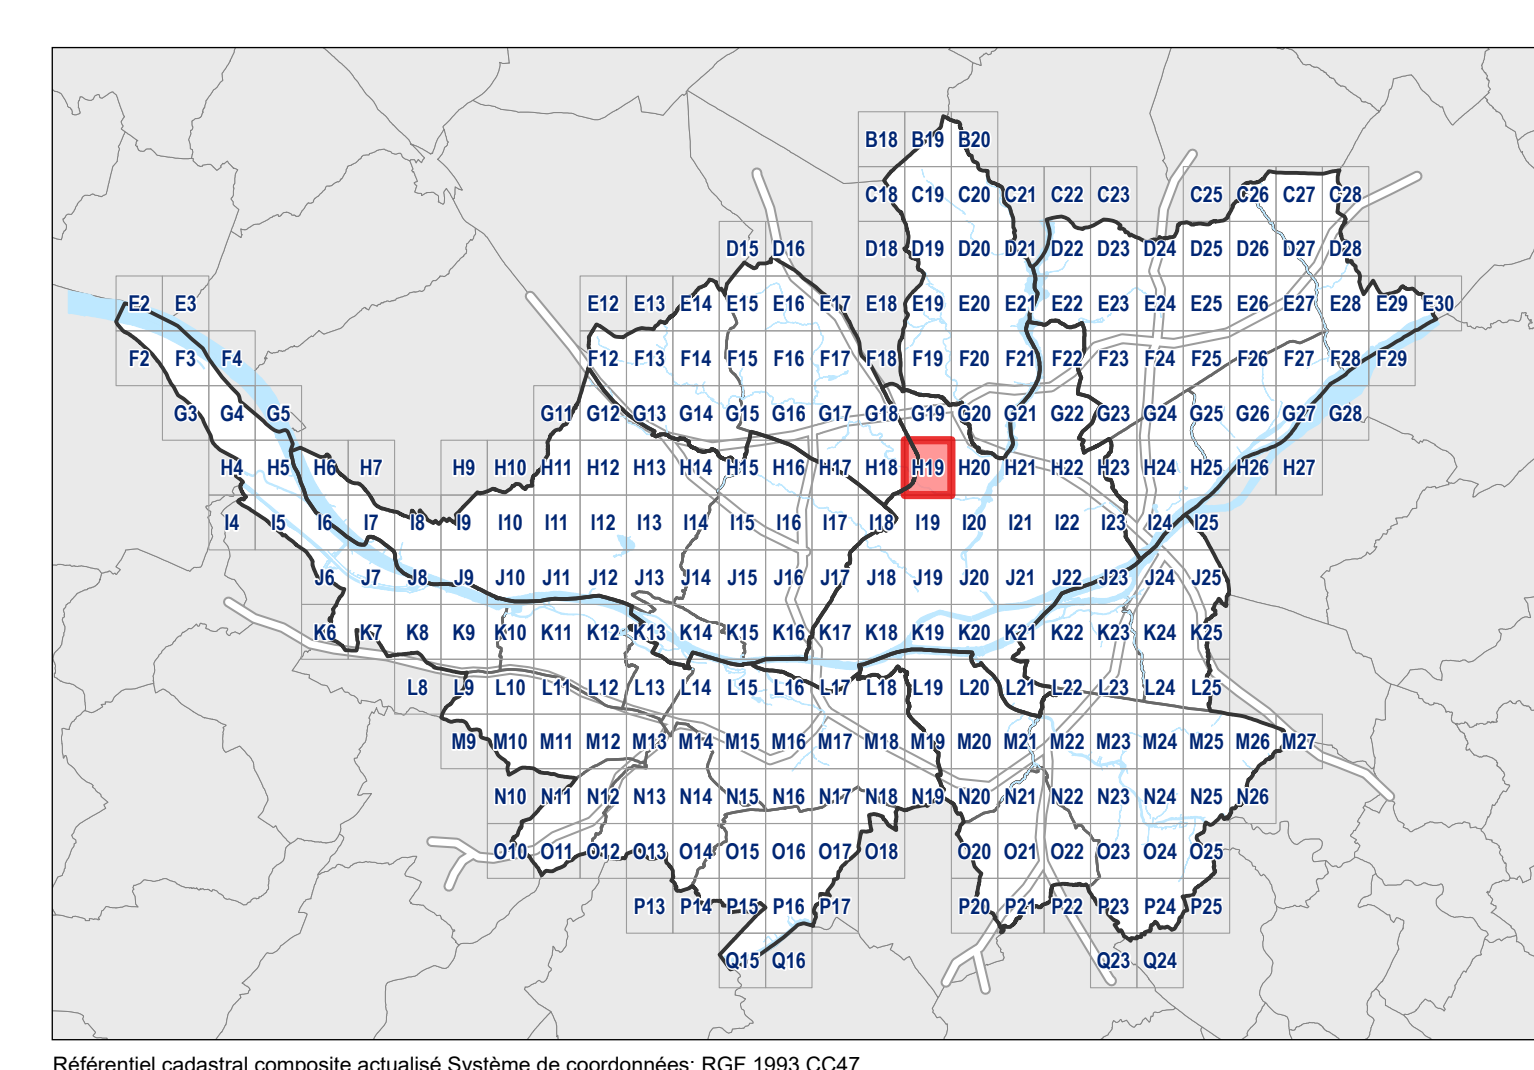 B18 B19 B20
C18 C19 C20 C21 C22 C23 C25 C26 C27 C28
D15 D16 D18 D19 D20 D21 D22 D23 D24 D25 D26 D27 D28
E2 E3 E12 E13 E14 E15 E16 E17 E18 E19 E20 E21 E22 E23 E24 E25 E26 E27 E28 E29 E30
F2 F3 F4 F12 F13 F14 F15 F16 F17 F18 F19 F20 F21 F22 F23 F24 F25 F26 F27 F28 F29
G3 G4 G5 G11 G12 G13 G14 G15 G16 G17 G18 G19 G20 G21 G22 G23 G24 G25 G26 G27 G28
H4 H5 H6 H7 H9 H10 H11 H12 H13 H14 H15 H16 H17 H18 H19 H20 H21 H22 H23 H24 H25 H26 H27
I4 I5 I6 I7 I8 I9 I10 I11 I12 I13 I14 I15 I16 I17 I18 I19 I20 I21 I22 I23 I24 I25
J6 J7 J8 J9 J10 J11 J12 J13 J14 J15 J16 J17 J18 J19 J20 J21 J22 J23 J24 J25
K6 K7 K8 K9 K10 K11 K12 K13 K14 K15 K16 K17 K18 K19 K20 K21 K22 K23 K24 K25
L8 L9 L10 L11 L12 L13 L14 L15 L16 L17 L18 L19 L20 L21 L22 L23 L24 L25
M9 M10 M11 M12 M13 M14 M15 M16 M17 M18 M19 M20 M21 M22 M23 M24 M25 M26 M27
N10 N11 N12 N13 N14 N15 N16 N17 N18 N19 N20 N21 N22 N23 N24 N25 N26
O10 O11 O12 O13 O14 O15 O16 O17 O18 O20 O21 O22 O23 O24 O25
P13 P14 P15 P16 P17 P20 P21 P22 P23 P24 P25
Q15 Q16 Q23 Q24
Référentiel cadastral composite actualisé Système de coordonnées: RGF 1993 CC47